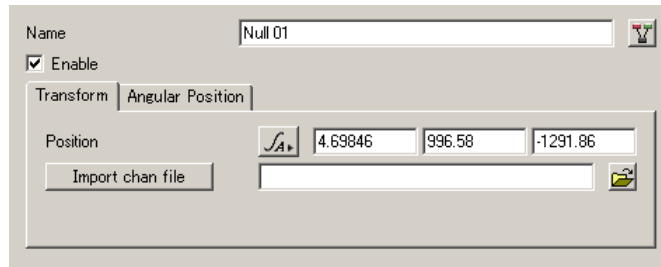 Name Null 01
Enable
Transform Angular Position
Position 4.69846 996.58 -1291.86
Import chan file